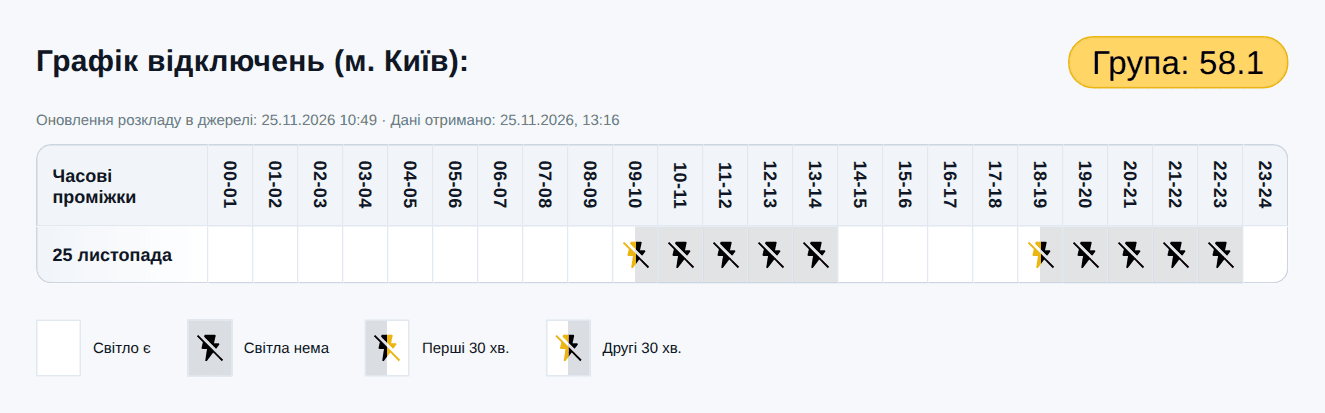 Графік відключень (м. Київ):
Група: 58.1
Оновлення розкладу в джерелі: 25.11.2026 10:49 · Дані отримано: 25.11.2026, 13:16
Часові
проміжки
00-01 01-02 02-03 03-04 04-05 05-06 06-07 07-08 08-09 09-10 10-11 11-12 12-13 13-14 14-15 15-16 16-17 17-18 18-19 19-20 20-21 21-22 22-23 23-24
25 листопада
Світло є
Світла нема
Перші 30 хв.
Другі 30 хв.